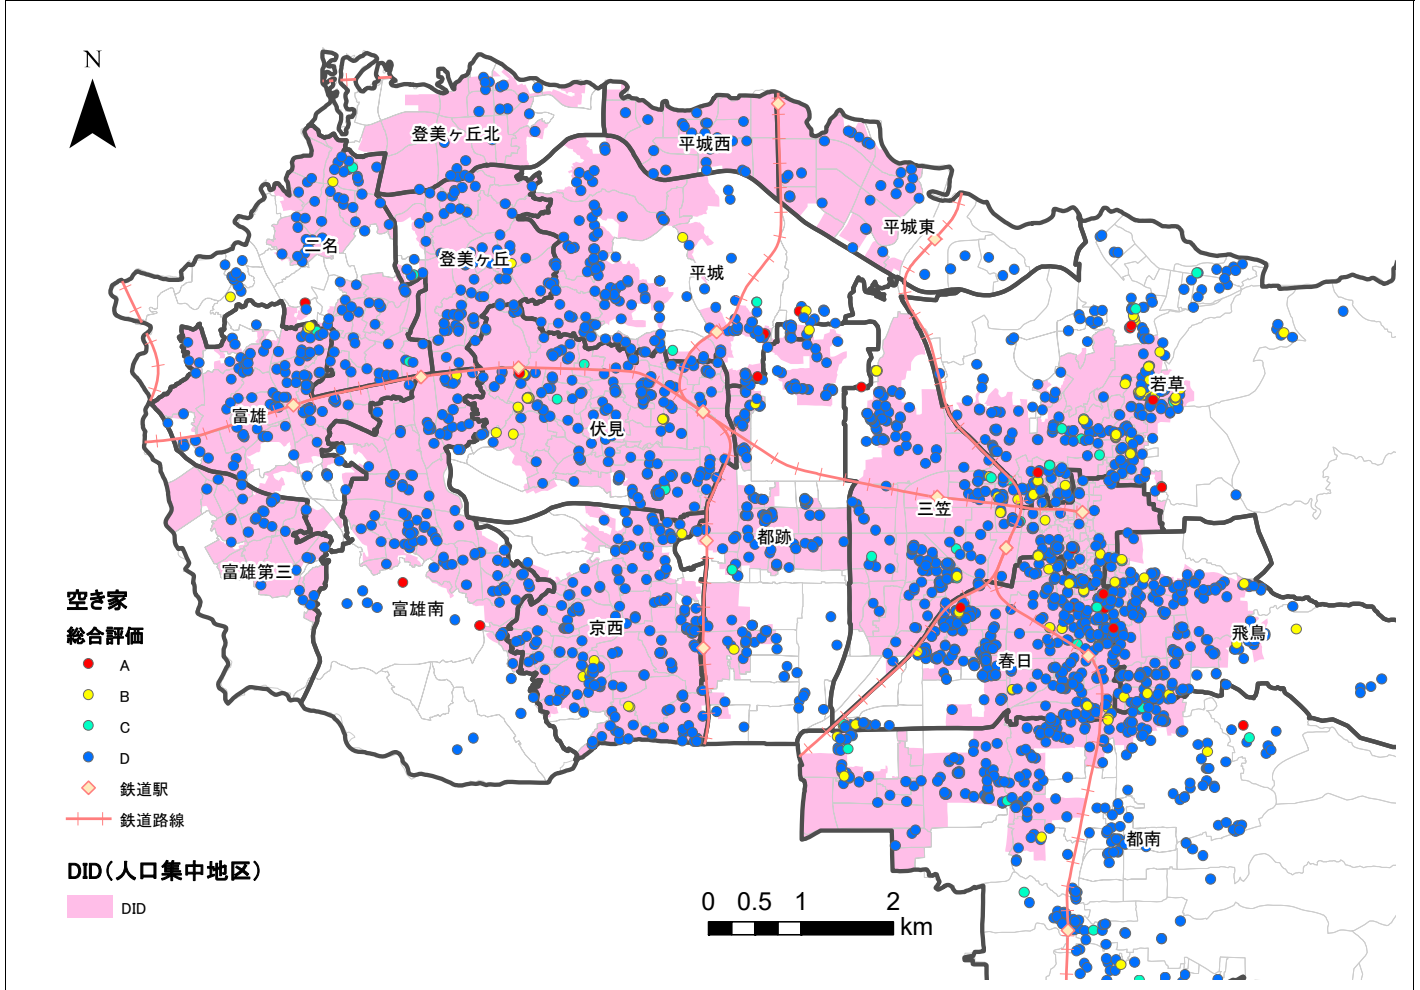 N
登美ヶ丘北
平城西
平城東
二名
登美ヶ丘
平城
若草
富雄
伏見
三笠
都跡
富雄第三
富雄南
京西
飛鳥
春日
都南
空き家
総合評価
A
B
C
D
鉄道駅
鉄道路線
DID（人口集中地区）
DID
0 0.5 1 2
km